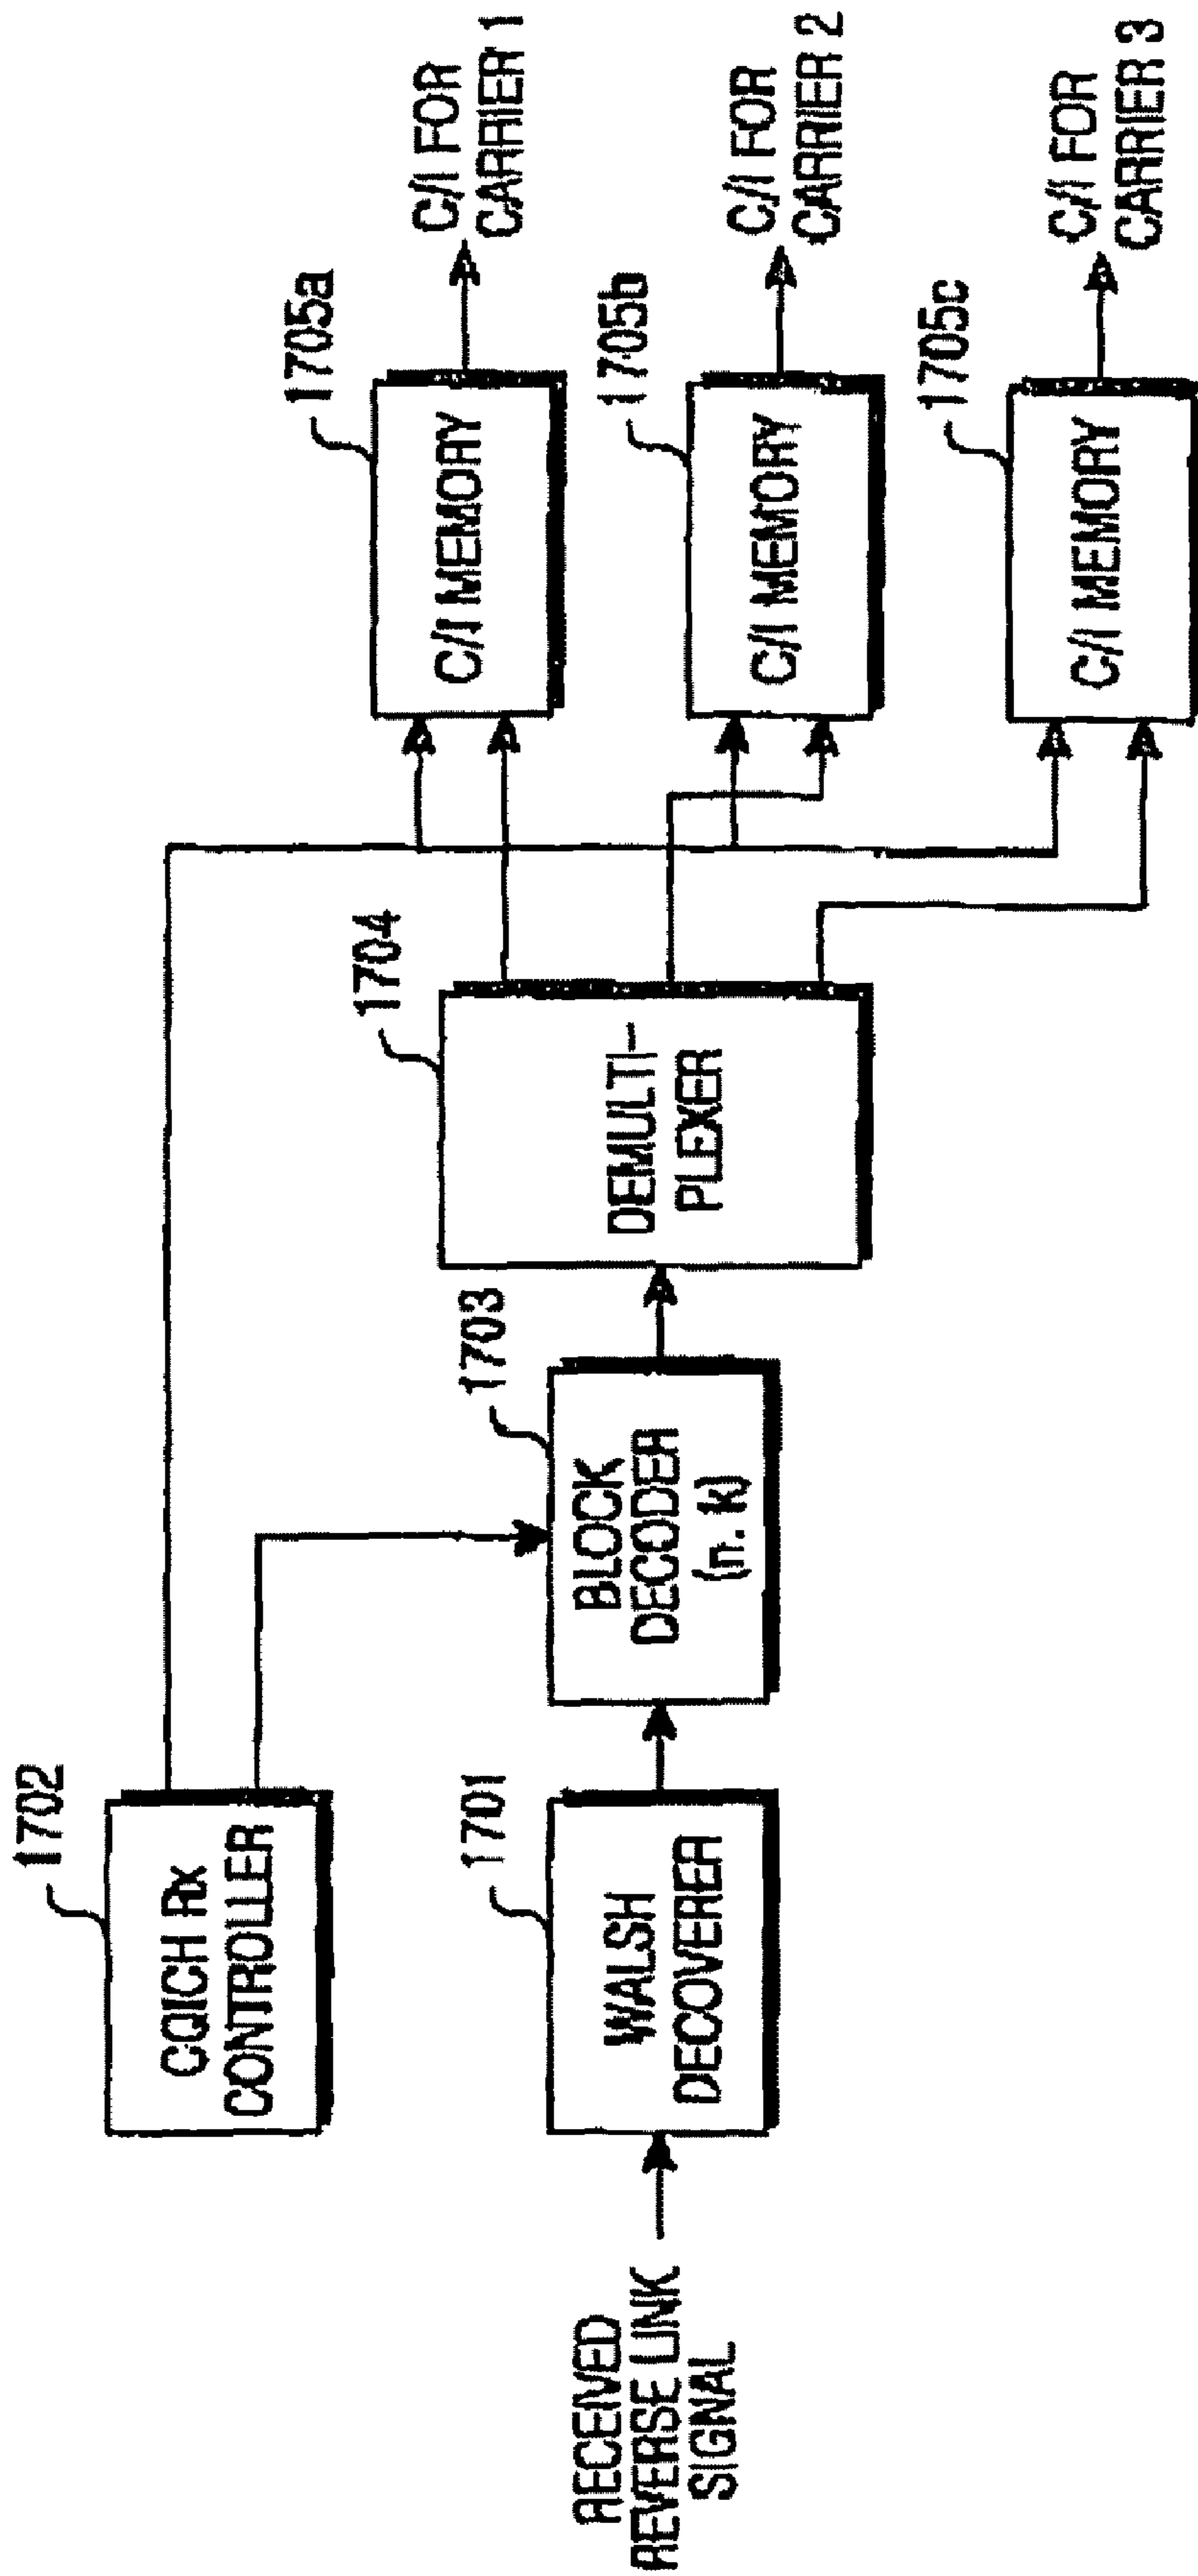 1702
CQICH Rx
CONTROLLER
RECEIVED
REVERSE LINK
SIGNAL
1701
WALSH
DECOVERER
1703
BLOCK
DECODER
(n. k)
1704
DEMULTI-
PLEXER
1705a
C/I MEMORY
C/I FOR
CARRIER 1
1705b
C/I MEMORY
C/I FOR
CARRIER 2
1705c
C/I MEMORY
C/I FOR
CARRIER 3